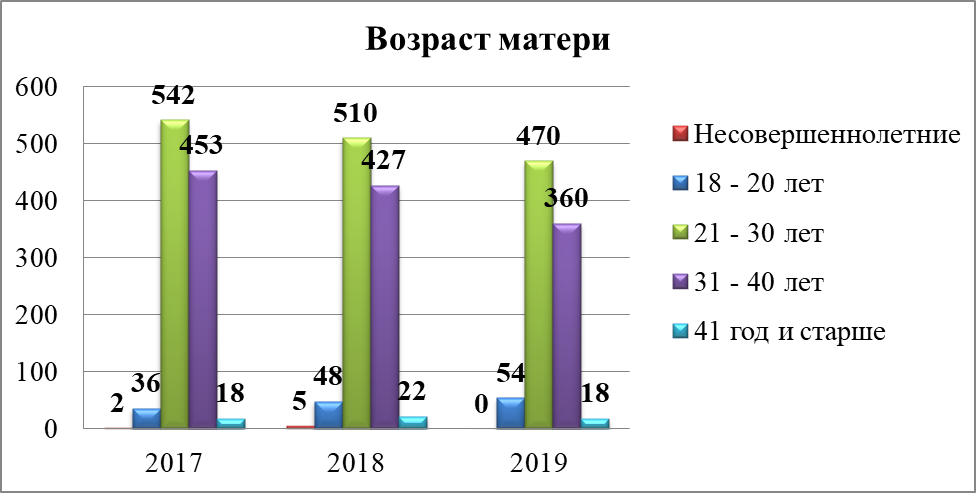 Возраст матери
600
500
400
300
200
100
0
2 36 542 453 18
5 48 510 427 22
0 54 470 360 18
2017 2018 2019
Несовершеннолетние
18 - 20 лет
21 - 30 лет
31 - 40 лет
41 год и старше